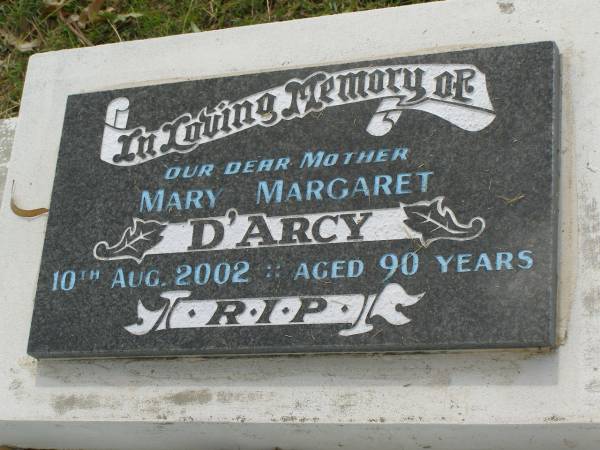 In Loving Memory of
OUR DEAR MOTHER
MARY MARGARET
D'ARCY
10TH AUG. 2002 :: AGED 90 YEARS
·R·I·P·